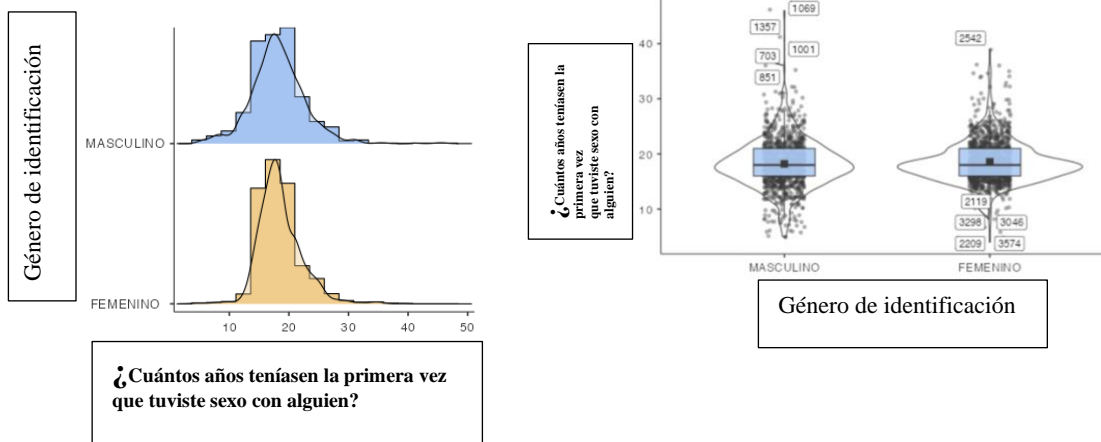 Género de identificación
MASCULINO
FEMENINO
10 20 30 40 50
¿Cuántos años teníasen la primera vez
que tuviste sexo con alguien?
¿Cuántos años teníasen la
primera vez
que tuviste sexo con
alguien?
40
30
20
10
1069
1357
1001
703
851
2542
2119
3298
3046
2209
3574
MASCULINO
FEMENINO
Género de identificación